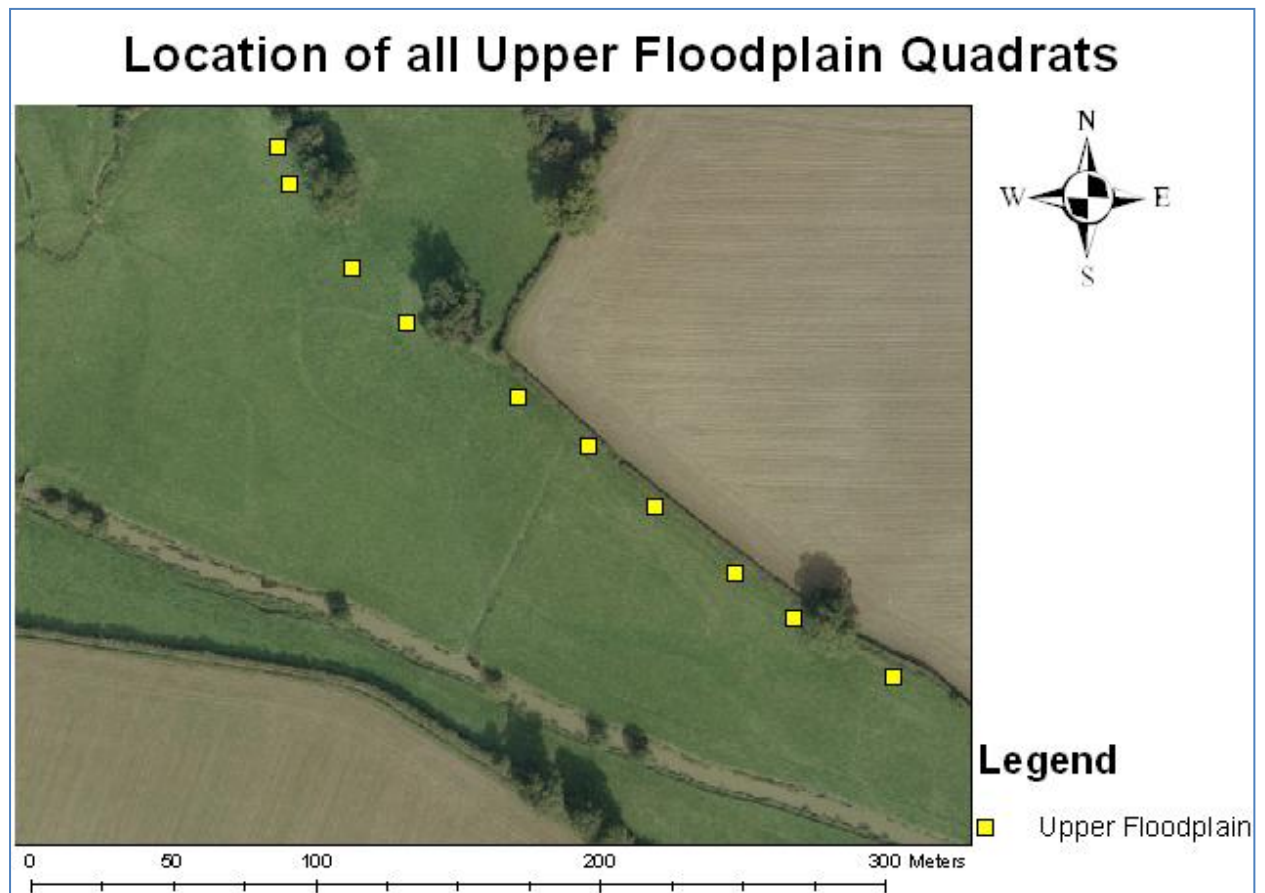 Location of all Upper Floodplain Quadrats
N
W E
S
Legend
Upper Floodplain
0 50 100 200 300 Meters